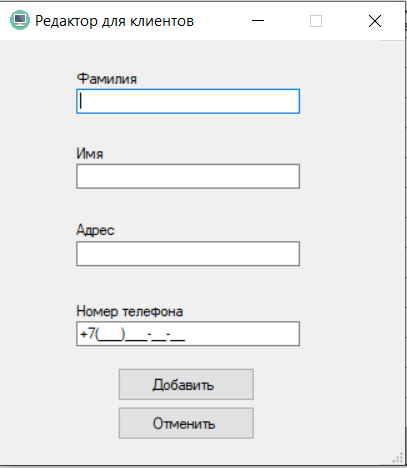 Редактор для клиентов
Фамилия
Имя
Адрес
Номер телефона
+7(___)___-__-__
Добавить
Отменить